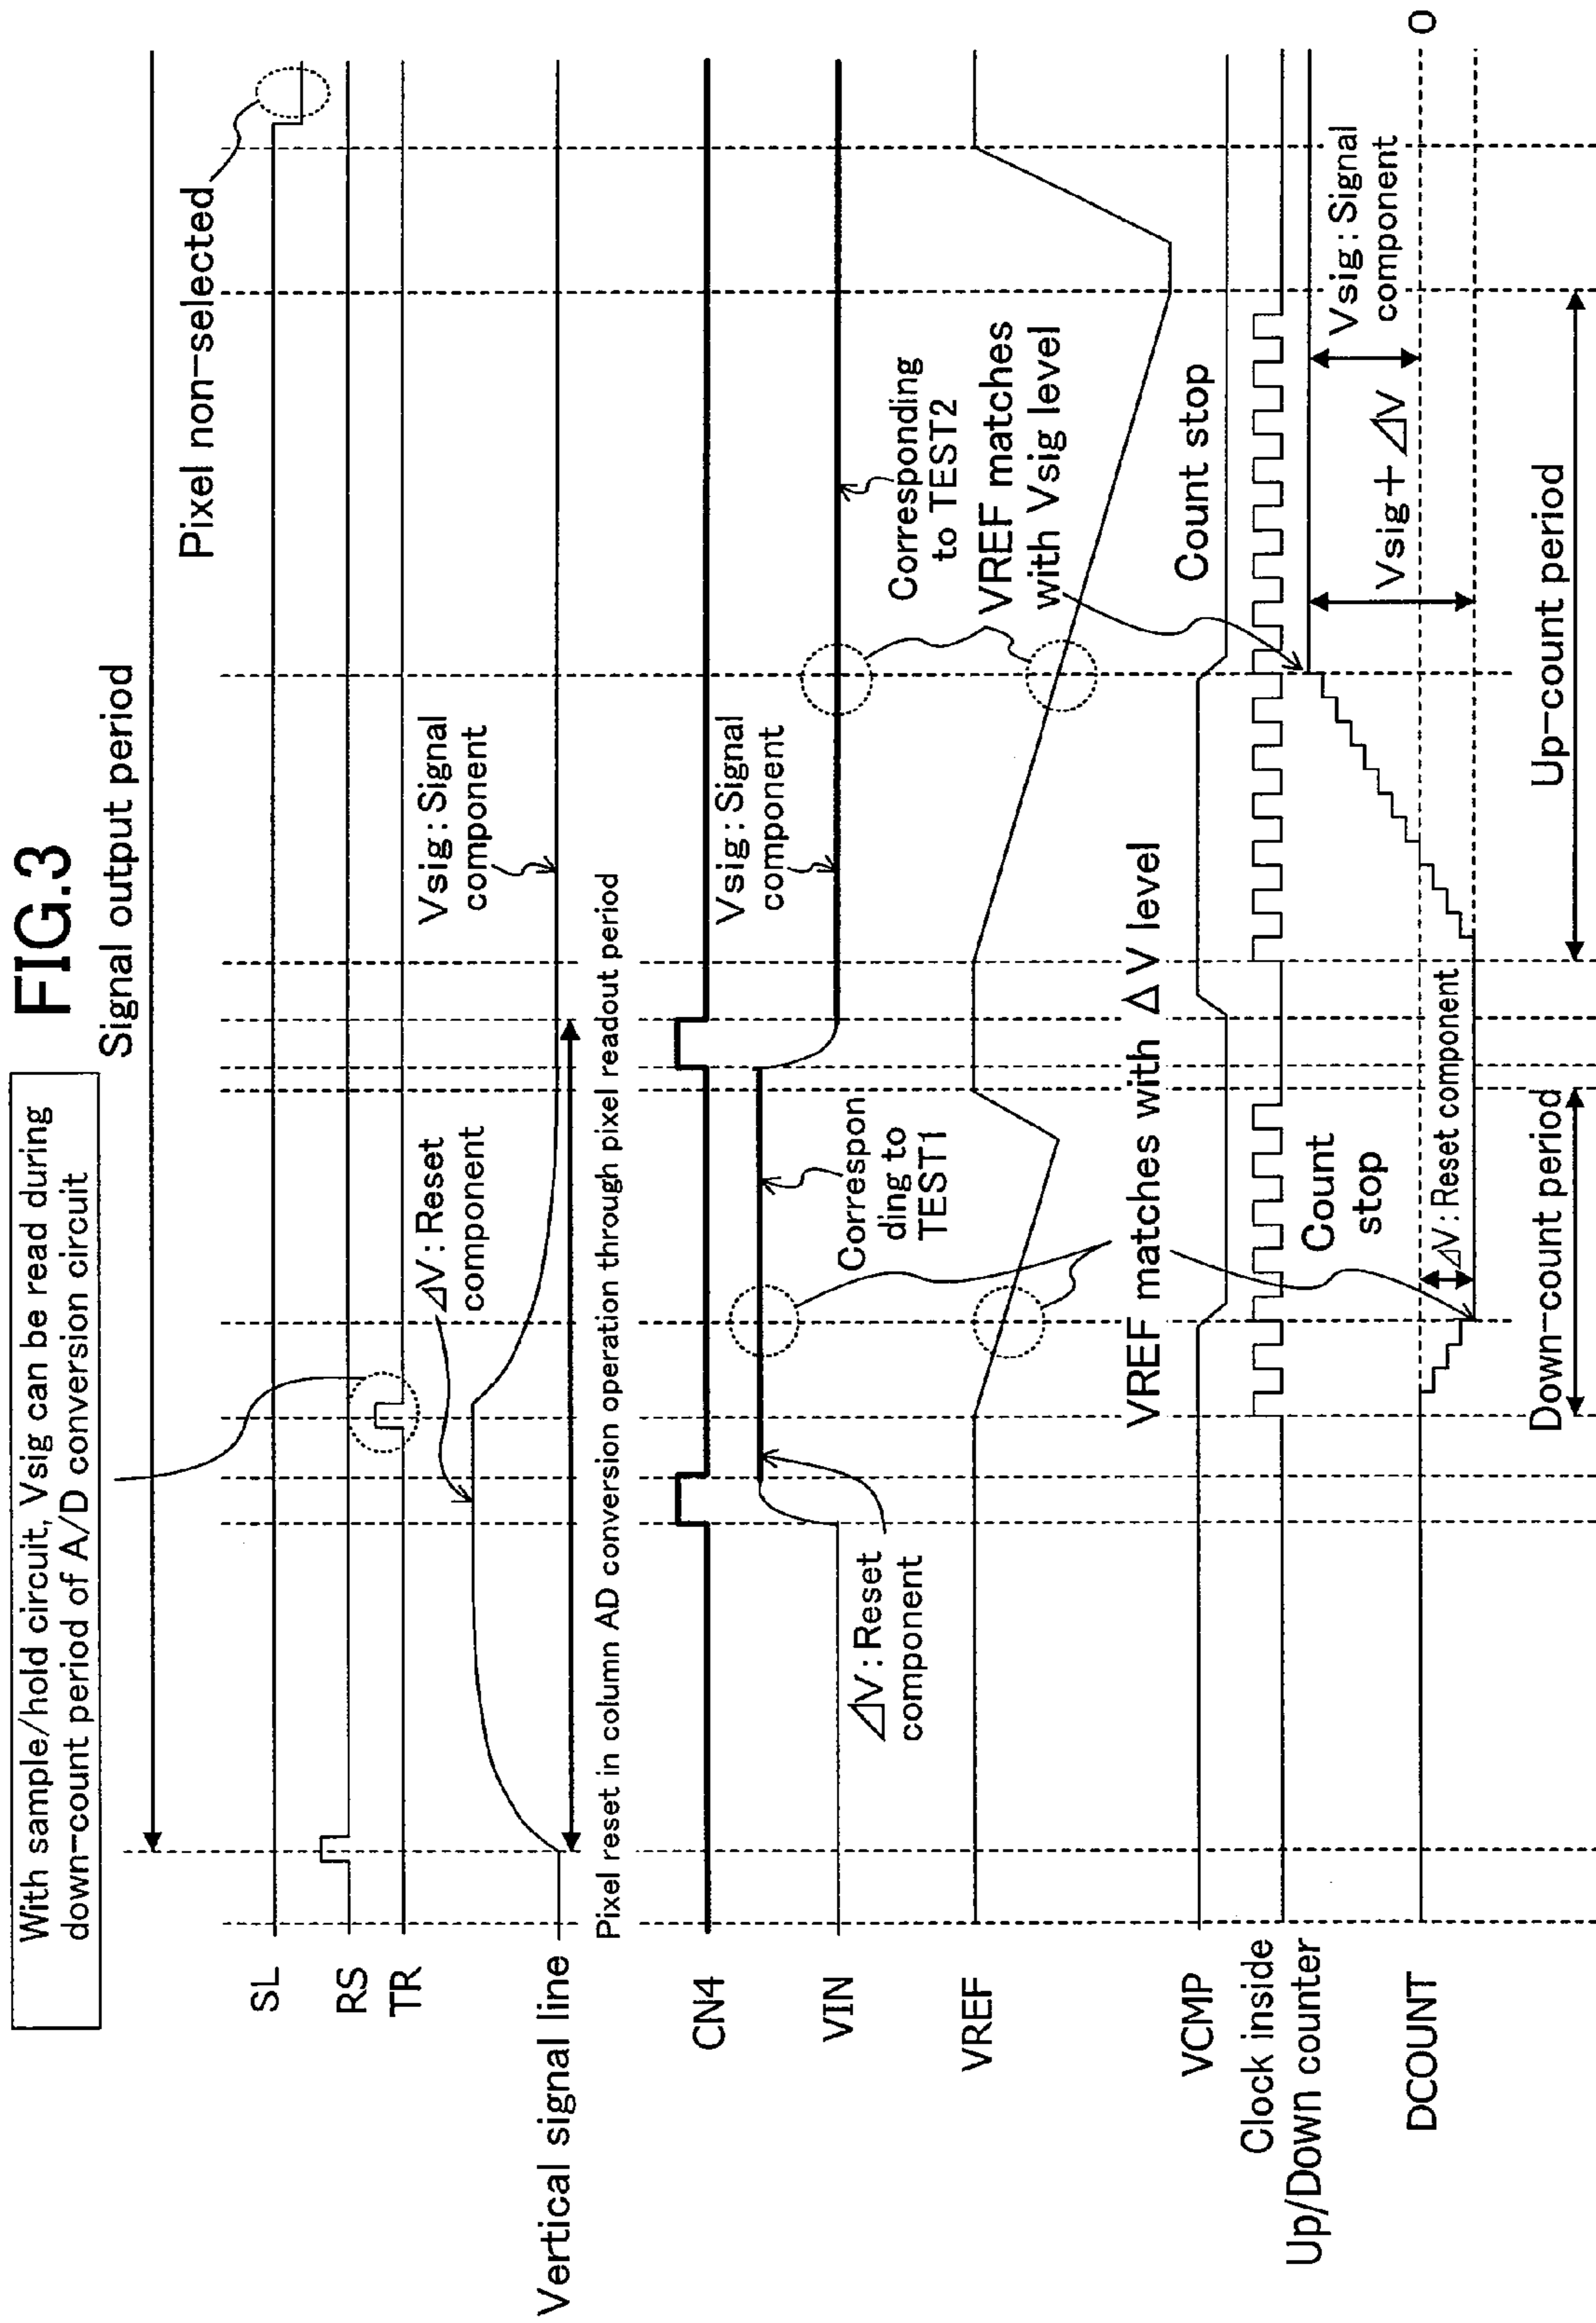 FIG.3
With sample/hold circuit, Vsig can be read during
down-count period of A/D conversion circuit
Signal output period
Pixel non-selected
SL
RS
TR
ΔV:Reset
component
Vsig:Signal
component
Vertical signal line
Pixel reset in column AD conversion operation through pixel readout period
CN4
Vsig:Signal
component
VIN
ΔV:Reset
component
Correspon
ding to
TEST1
Corresponding
to TEST2
VREF matches
with Vsig level
VREF
VREF matches with ΔV level
VCMP
Count stop
Clock inside
Up/Down counter
Count
stop
Vsig:Signal
component
Vsig+ΔV
DCOUNT
ΔV:Reset component
0
Down-count period
Up-count period